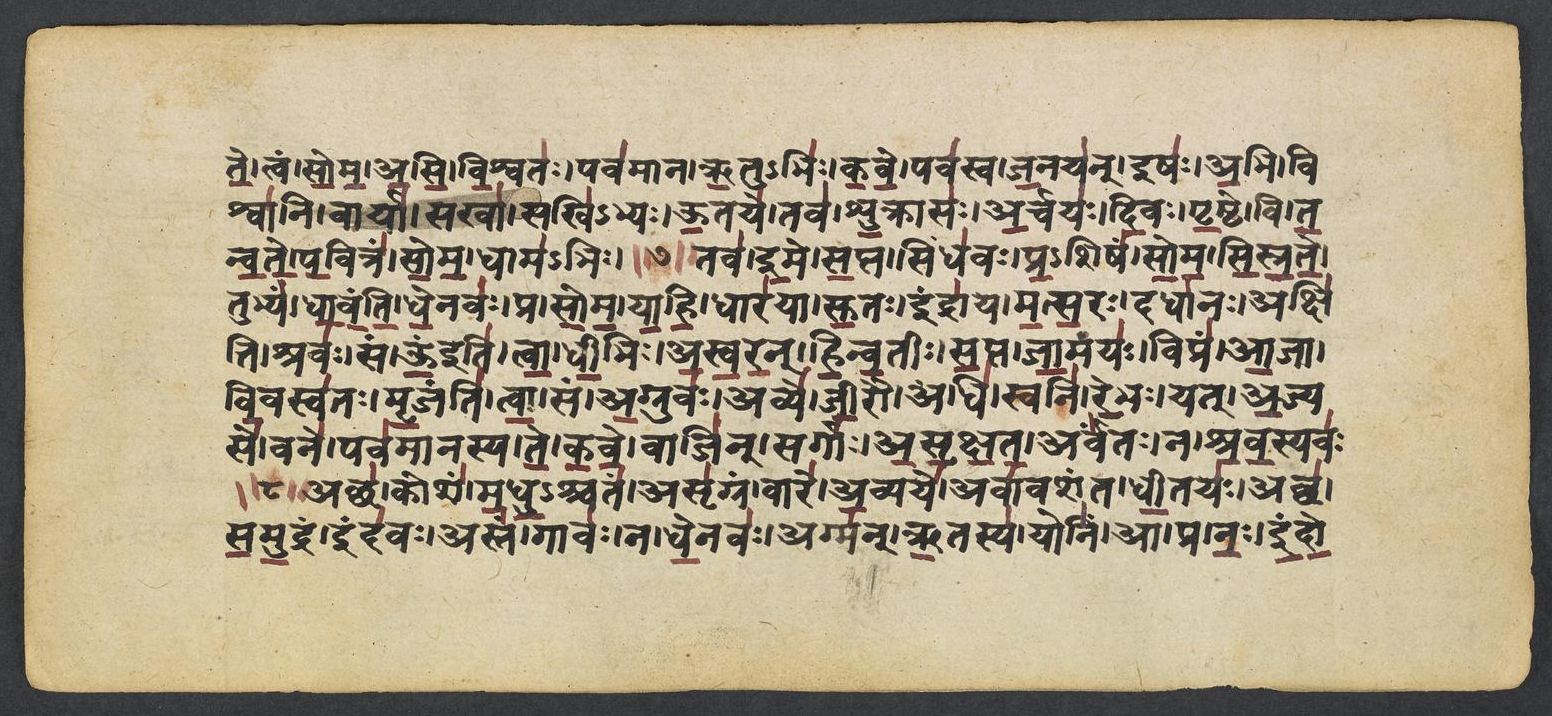 ते।त्वं।सोम।असि।विश्वतः।पवमान।ऋतुऽभिः।कवे।पवस्व।जनयन्।इषः।अभि।वि
श्वानि।वार्या।सखा।सखिऽभ्यः।ऊतये।तव।शुक्रासः।अर्चयः।दिवः।पृष्ठे।वि।त
न्वते।पवित्रं।सोम।धामऽभिः।॥७॥तव।इमे।सप्त।सिंधवः।प्रऽशिषं।सोम।सिस्रते।
तुभ्यं।धावंति।धेनवः।प्र।सोम।याहि।धारया।सुतः।इंद्राय।मत्सरः।दधानः।अक्षि
ति।श्रवः।सं।ऊं इति।त्वा।धीभिः।अस्वरन्।हिन्वतीः।सप्त।जामयः।विप्रं।आजा।
विवस्वतः।मृजंति।त्वा।सं।अग्रुवः।अव्ये।जीरौ।अधि।स्वनि।रेभः।यत्।अज्य
से।वने।पवमानस्य।ते।कवे।वाजिन्।सर्गाः।असृक्षत।अर्वतः।न।श्रवस्यवः
॥८॥अच्छ।कोशं।मधुऽश्चुतं।असृग्रं।वारे।अव्यये।अवावशंत।धीतयः।अच्छ।
समुद्रं।इंदवः।अस्तं।गावः।न।धेनवः।अग्मन्।ऋतस्य।योनिं।आ।प्र।नः।इंदो